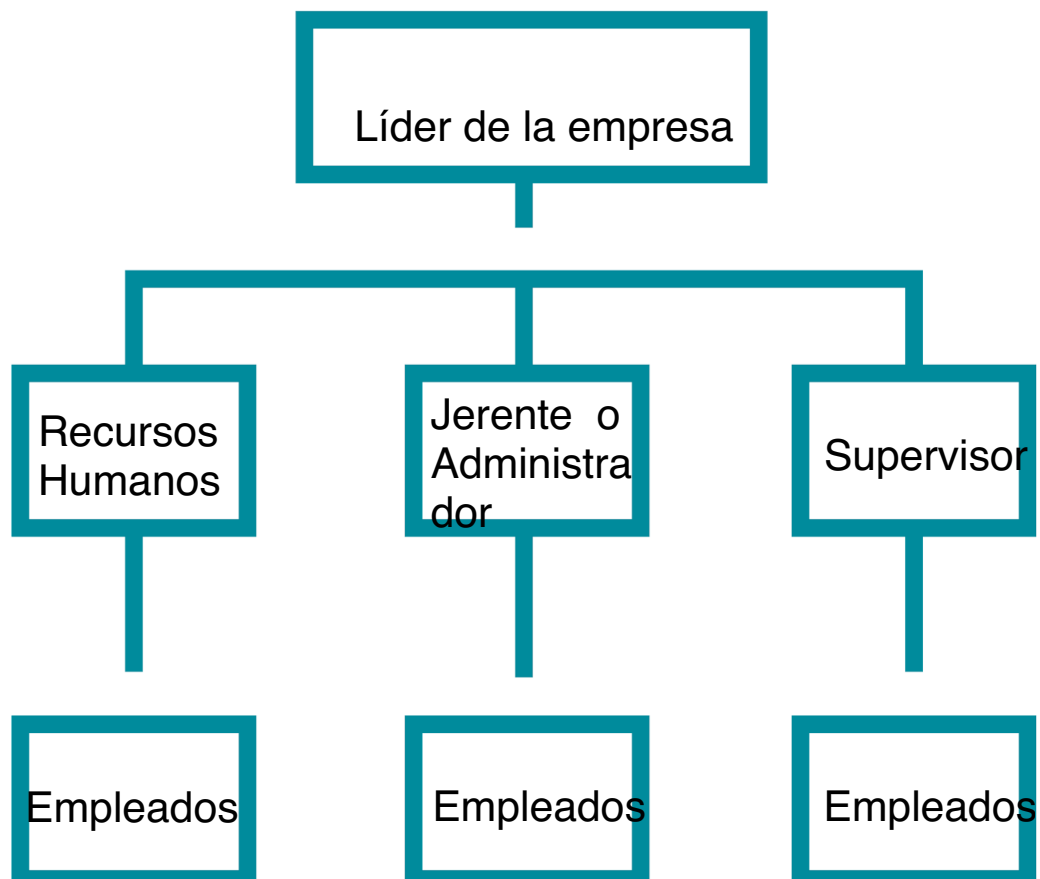 Líder de la empresa
Recursos
Humanos
Jerente o
Administra
dor
Supervisor
Empleados
Empleados
Empleados